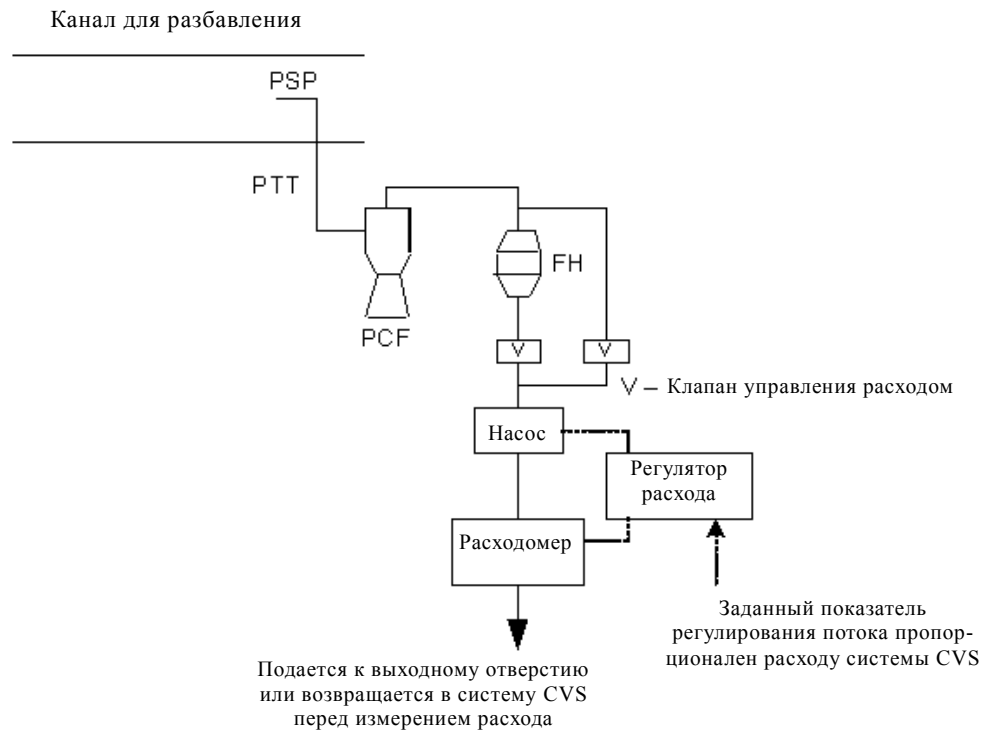 Канал для разбавления
PSP
PTT
FH
PCF
V
V
V – Клапан управления расходом
Насос
Регулятор
расхода
Расходомер
Заданный показатель
регулирования потока пропор-
ционален расходу системы CVS
Подается к выходному отверстию
или возвращается в систему CVS
перед измерением расхода